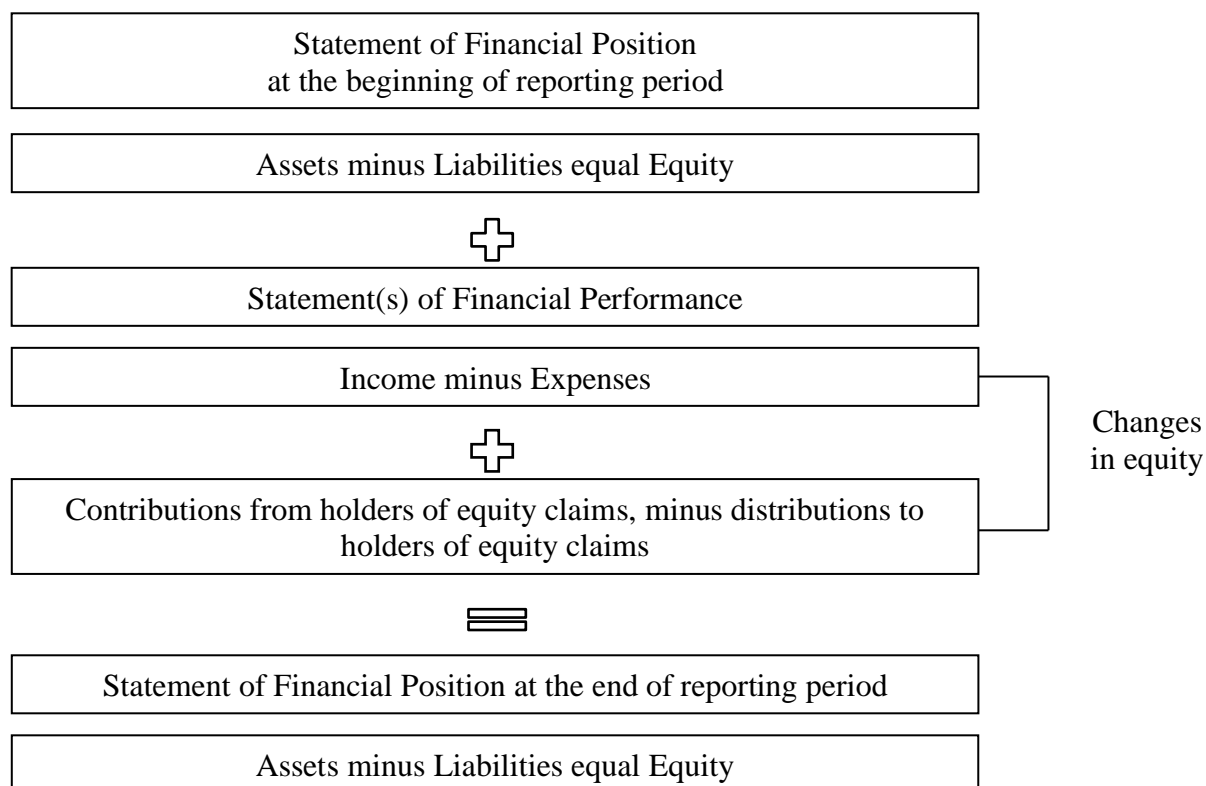 Statement of Financial Position
at the beginning of reporting period
Assets minus Liabilities equal Equity
Statement(s) of Financial Performance
Income minus Expenses
Changes
in equity
Contributions from holders of equity claims, minus distributions to
holders of equity claims
Statement of Financial Position at the end of reporting period
Assets minus Liabilities equal Equity